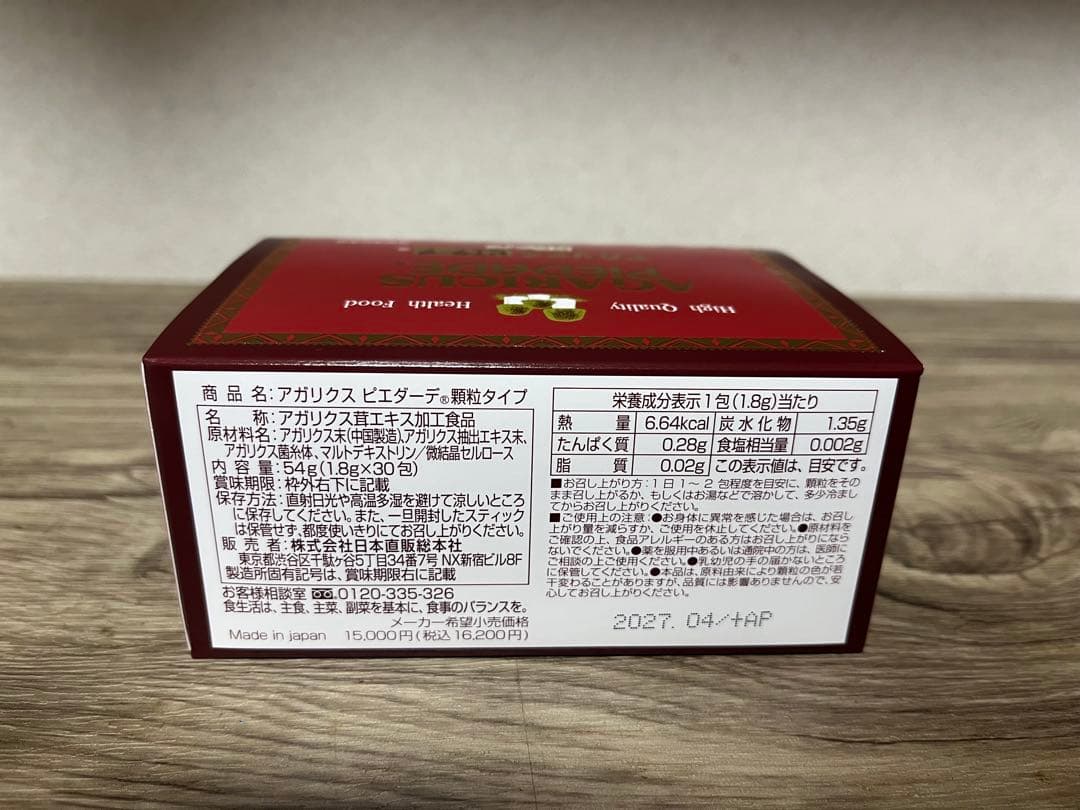 AGARICUS
PIEDADE
High Quality Health Food
商品名:アガリクス ピエダーデ®顆粒タイプ
名称:アガリクス茸エキス加工食品
原材料名:アガリクス末(中国製造)、アガリクス抽出エキス末、
アガリクス菌糸体、マルトデキストリン/微結晶セルロース
内容量:54g(1.8g×30包)
賞味期限:枠外右下に記載
保存方法:直射日光や高温多湿を避けて涼しいところ
に保存してください。また、一旦開封したスティック
は保管せず、都度使いきりにてお召し上がりください。
販売者:株式会社日本直販総本社
東京都渋谷区千駄ケ谷5丁目34番7号 NX新宿ビル8F
製造所固有記号は、賞味期限右に記載
お客様相談室 0120-335-326
食生活は、主食、主菜、副菜を基本に、食事のバランスを。
メーカー希望小売価格
Made in japan 15,000円(税込16,200円)
栄養成分表示1包(1.8g)当たり
熱量 6.64kcal 炭水化物 1.35g
たんぱく質 0.28g 食塩相当量 0.002g
脂質 0.02g この表示値は、目安です。
■お召し上がり方:1日1~2包程度を目安に、顆粒をその
まま召し上がるか、もしくはお湯などで溶かして、多少冷まし
てからお召し上がりください。
■ご使用上の注意:●お身体に異常を感じた場合は、お召し
上がり量を減らすか、ご使用を休止してください。●原材料を
ご確認の上、食品アレルギーのある方はお召し上がりになら
ないでください。●薬を服用中あるいは通院中の方は、医師に
ご相談の上ご使用ください。●乳幼児の手の届かないところ
に保管してください。●本品は、原料由来により顆粒の色が若
干変わることがありますが、品質には影響ありませんので、安
心してお召し上がりください。
2027. 04/+AP